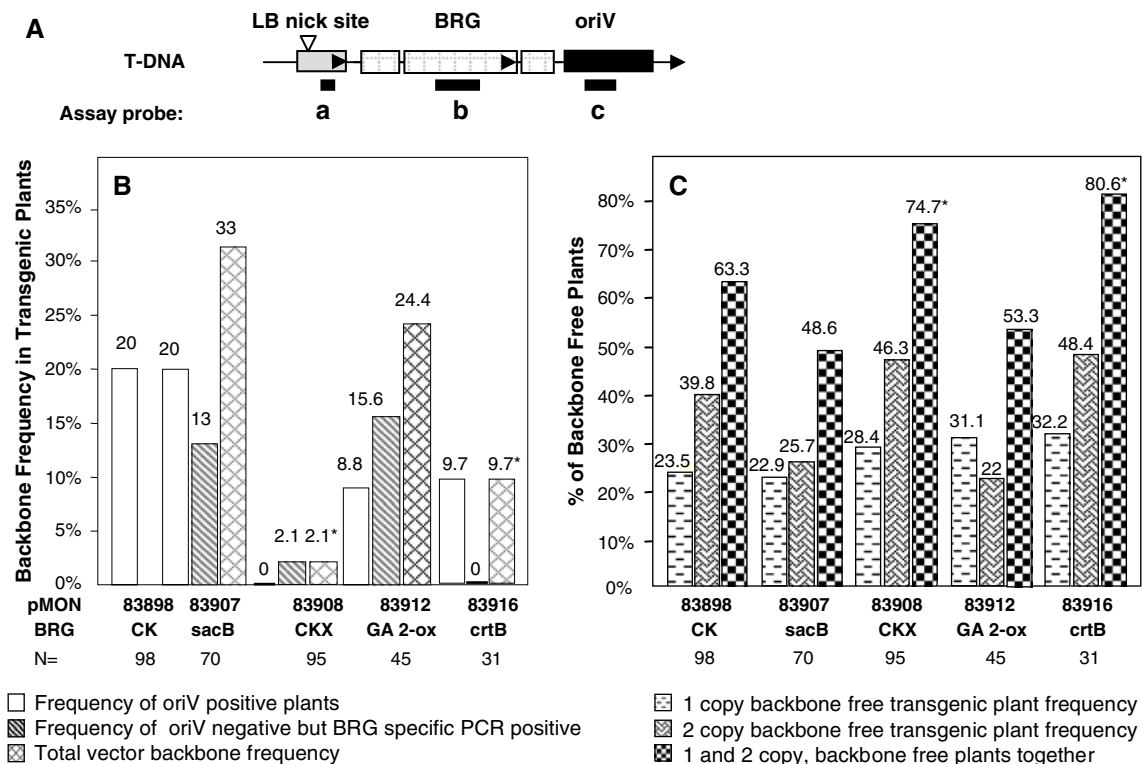 A
LB nick site BRG oriV
T-DNA
Assay probe: a b c
B
Backbone Frequency in Transgenic Plants
35%
30%
25%
20%
15%
10%
5%
0%
20 20 13 33 0 2.1 2.1* 8.8 15.6 24.4 9.7 0 9.7*
pMON 83898 83907 83908 83912 83916
BRG CK sacB CKX GA 2-ox crtB
N= 98 70 95 45 31
Frequency of oriV positive plants
Frequency of oriV negative but BRG specific PCR positive
Total vector backbone frequency
C
% of Backbone Free Plants
80%
70%
60%
50%
40%
30%
20%
10%
0%
23.5 39.8 63.3 22.9 25.7 48.6 28.4 46.3 74.7* 31.1 22 53.3 32.2 48.4 80.6*
83898 83907 83908 83912 83916
CK sacB CKX GA 2-ox crtB
98 70 95 45 31
1 copy backbone free transgenic plant frequency
2 copy backbone free transgenic plant frequency
1 and 2 copy, backbone free plants together